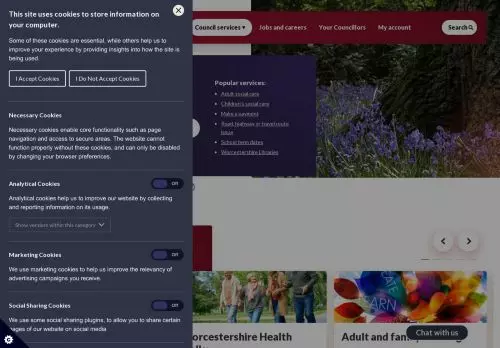 This site uses cookies to store information on
your computer.
Some of these cookies are essential, while others help us to
improve your experience by providing insights into how the site is
being used.
I Accept Cookies
I Do Not Accept Cookies
Necessary Cookies
Necessary cookies enable core functionality such as page
navigation and access to secure areas. The website cannot
function properly without these cookies, and can only be disabled
by changing your browser preferences.
Analytical Cookies
Off
Analytical cookies help us to improve our website by collecting
and reporting information on its usage.
Show vendors within this category
Marketing Cookies
Off
We use marketing cookies to help us improve the relevancy of
advertising campaigns you receive.
Social Sharing Cookies
Off
We use some social sharing plugins, to allow you to share certain
pages of our website on social media
Council services ▾
Jobs and careers
Your Councillors
My account
Search
Popular services:
Adult social care
Children's social care
Make a payment
Road, highway or travel route
issue
School term dates
Worcestershire Libraries
orcestershire Health
Adult and fam
LEARN
Chat with us